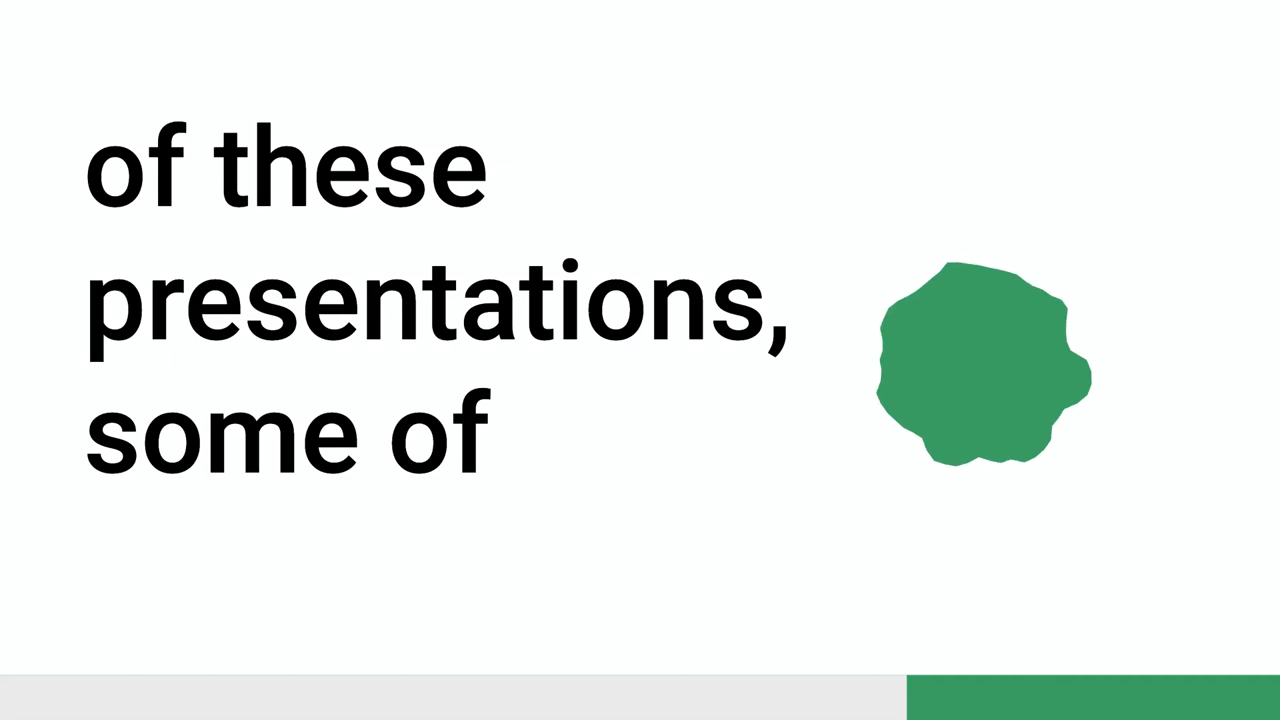 of these
presentations,
some of